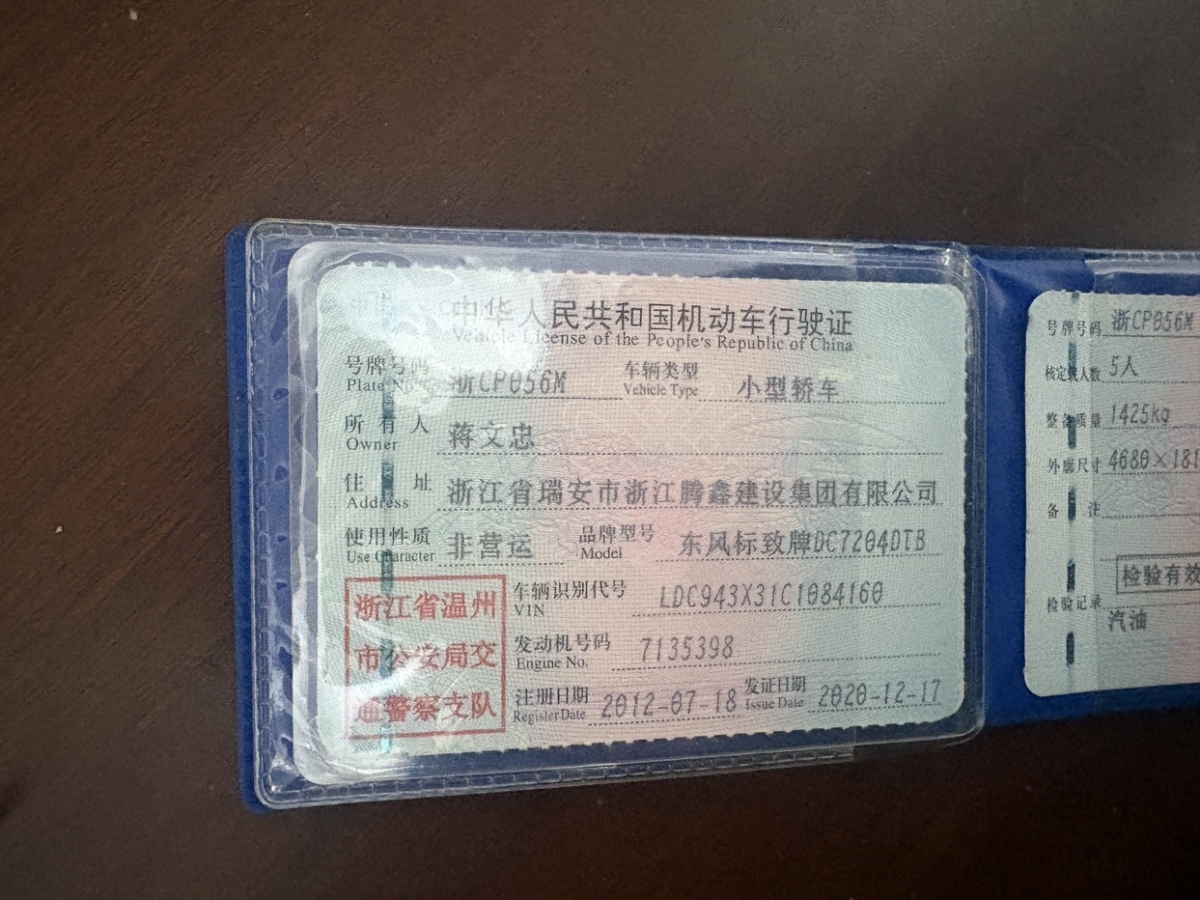 中华人民共和国机动车行驶证
Vehicle License of the People's Republic of China
号牌号码 浙CP056M 车辆类型 小型轿车
Plate No. Vehicle Type
所有人 蒋文忠
Owner
住址 浙江省瑞安市浙江腾鑫建设集团有限公司
Address
使用性质 非营运 品牌型号 东风标致牌DC7204DTB
Use Character Model
浙江省温州
市公安局交
通警察支队
车辆识别代号 LDC943X31C1084160
VIN
发动机号码 7135398
Engine No.
注册日期 2012-07-18 发证日期 2020-12-17
Register Date Issue Date
号牌号码 浙CP056M
核定载人数 5人
整备质量 1425kg
外廓尺寸 4680×181
备注
检验有效
检验记录
汽油